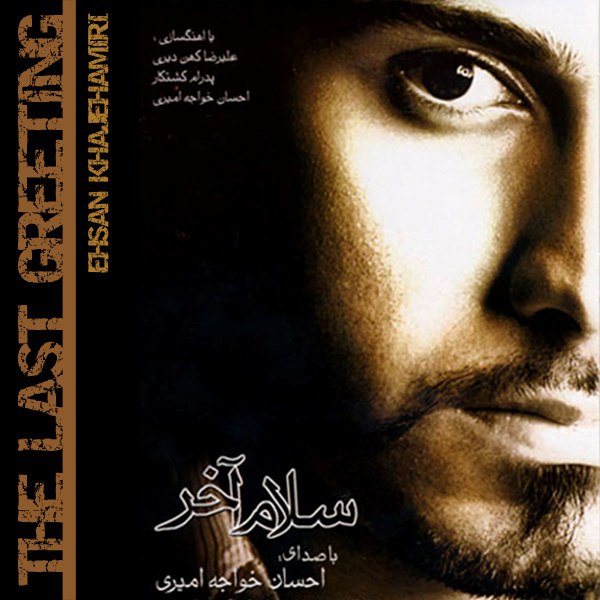 THE LAST GREETING
EHSAN KHAJEHAMIRI
با اهنگسازی :
علیرضا کهن دیری
پدرام کشتکار
احسان خواجه امیری
سلام آخر
با صدای :
احسان خواجه امیری